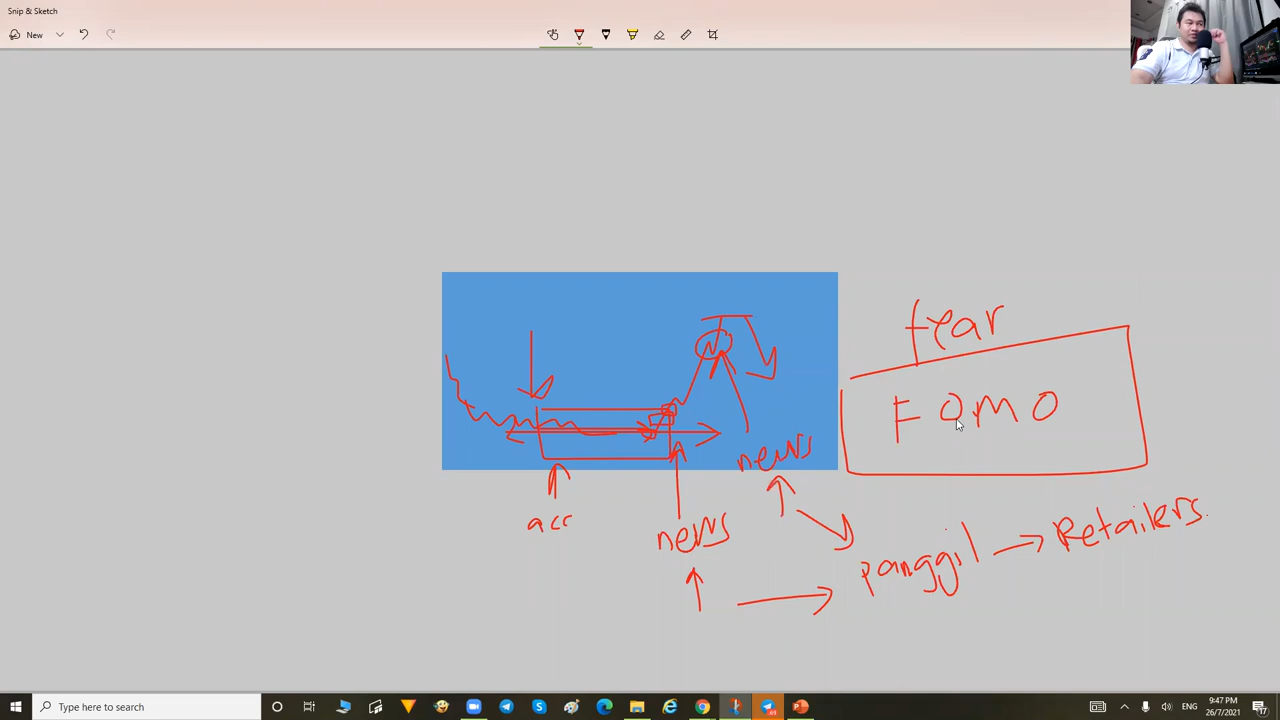 Snip & Sketch
New
fear
FOMO
news
acc
news
panggil → Retailers.
Type here to search
9:47 PM
26/7/2021